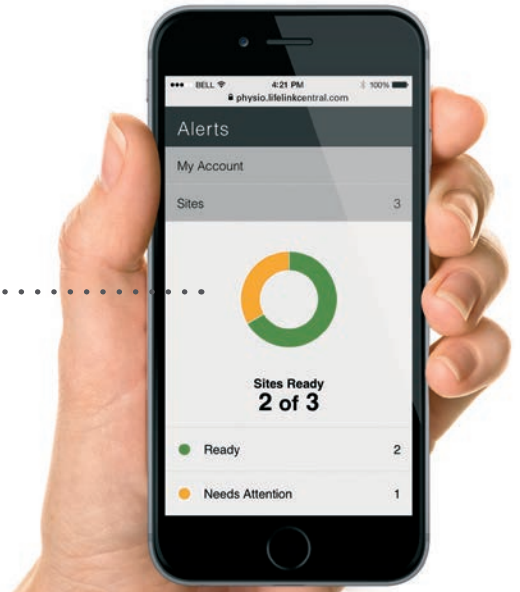 BELL 4:21 PM 100%
physio.lifelinkcentral.com
Alerts
My Account
Sites 3
Sites Ready
2 of 3
Ready 2
Needs Attention 1